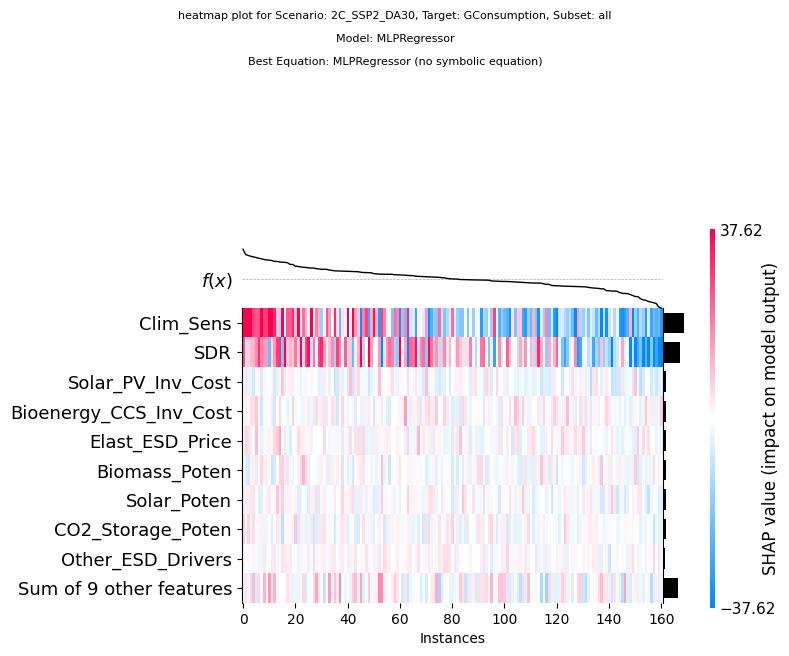 heatmap plot for Scenario: 2C_SSP2_DA30, Target: GConsumption, Subset: all
Model: MLPRegressor
Best Equation: MLPRegressor (no symbolic equation)
37.62
f(x)
Clim_Sens
SDR
Solar_PV_Inv_Cost
Bioenergy_CCS_Inv_Cost
Elast_ESD_Price
Biomass_Poten
Solar_Poten
CO2_Storage_Poten
Other_ESD_Drivers
Sum of 9 other features
SHAP value (impact on model output)
−37.62
0 20 40 60 80 100 120 140 160
Instances